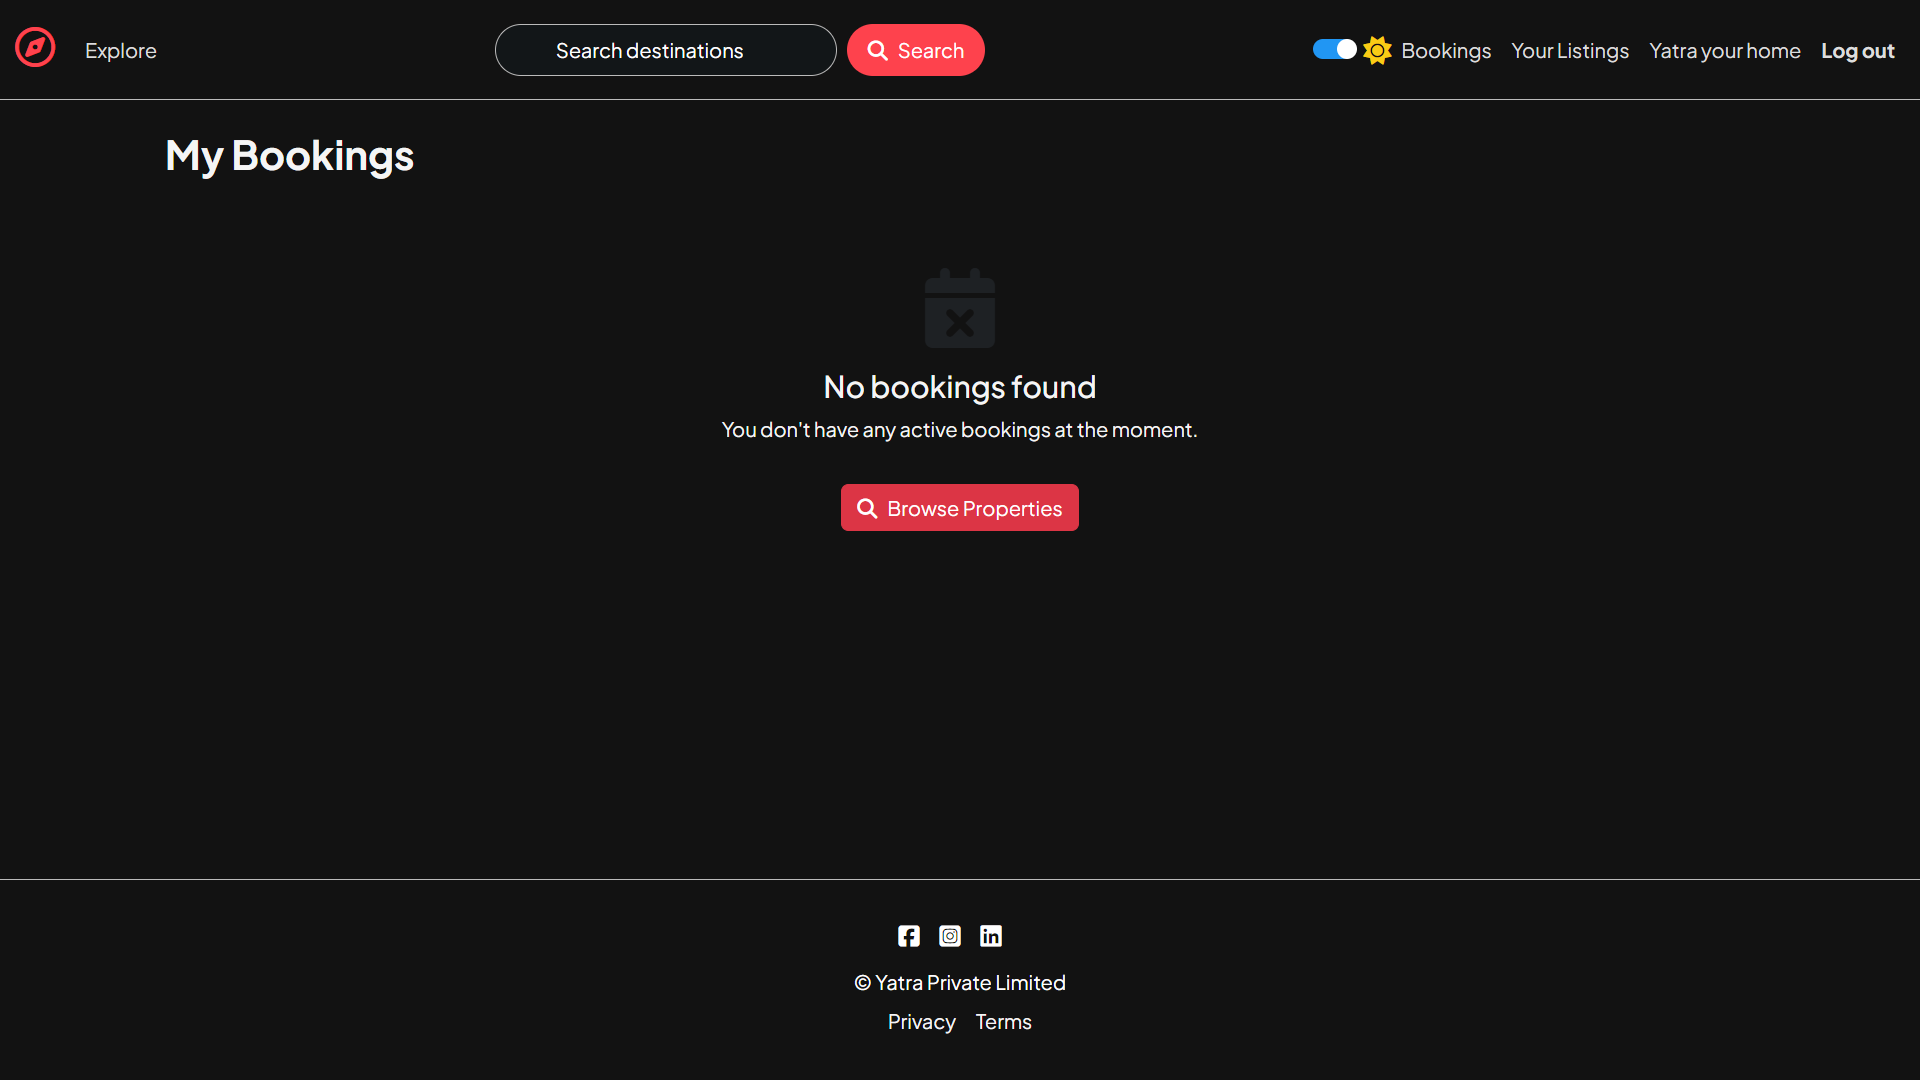 Explore
Search destinations
Search
Bookings
Your Listings
Yatra your home
Log out
My Bookings
No bookings found
You don't have any active bookings at the moment.
Browse Properties
© Yatra Private Limited
Privacy Terms